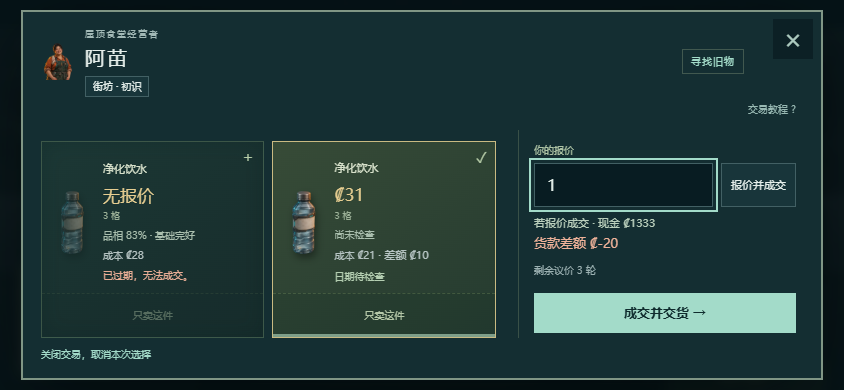 屋顶食堂经营者
阿苗
街坊 · 初识
寻找旧物
交易教程 ?
净化饮水
无报价
3 格
品相 83% · 基础完好
成本 ₡28
已过期，无法成交。
只卖这件
净化饮水
₡31
3 格
尚未检查
成本 ₡21 · 差额 ₡10
日期待检查
只卖这件
你的报价
1
报价并成交
若报价成交 · 现金 ₡1333
货款差额 ₡-20
剩余议价 3 轮
成交并交货 →
关闭交易，取消本次选择